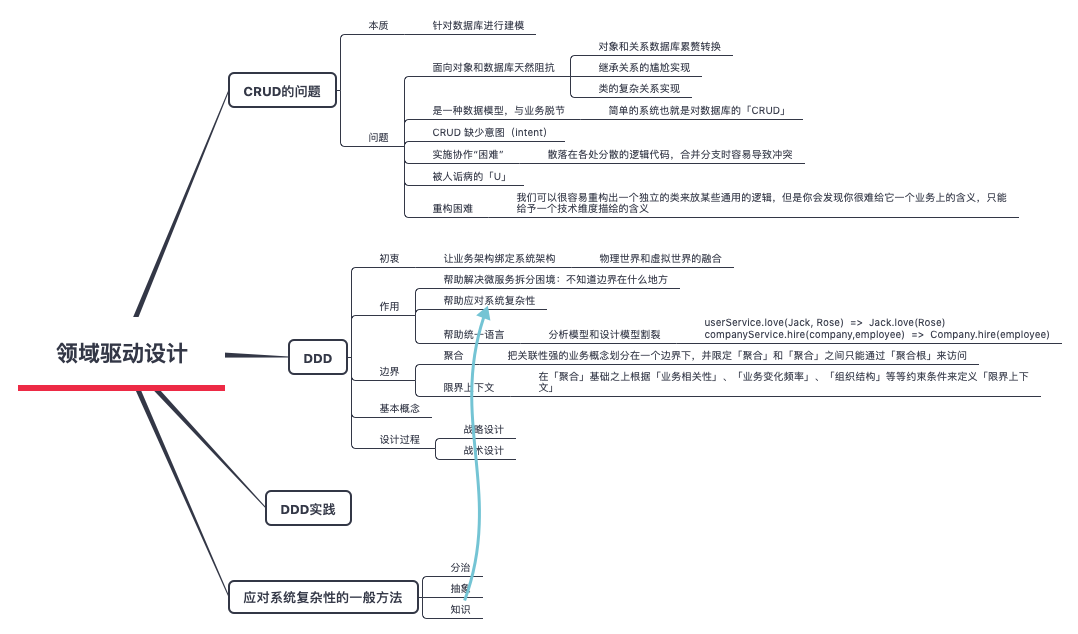 领域驱动设计
CRUD的问题
本质
针对数据库进行建模
问题
面向对象和数据库天然阻抗
对象和关系数据库累赘转换
继承关系的尴尬实现
类的复杂关系实现
是一种数据模型，与业务脱节
简单的系统也就是对数据库的「CRUD」
CRUD 缺少意图（intent）
实施协作“困难”
散落在各处分散的逻辑代码，合并分支时容易导致冲突
被人诟病的「U」
重构困难
我们可以很容易重构出一个独立的类来放某些通用的逻辑，但是你会发现你很难给它一个业务上的含义，只能
给予一个技术维度描绘的含义
DDD
初衷
让业务架构绑定系统架构
物理世界和虚拟世界的融合
作用
帮助解决微服务拆分困境：不知道边界在什么地方
帮助应对系统复杂性
帮助统一语言
分析模型和设计模型割裂
userService.love(Jack, Rose) => Jack.love(Rose)
companyService.hire(company,employee) => Company.hire(employee)
边界
聚合
把关联性强的业务概念划分在一个边界下，并限定「聚合」和「聚合」之间只能通过「聚合根」来访问
限界上下文
在「聚合」基础之上根据「业务相关性」、「业务变化频率」、「组织结构」等等约束条件来定义「限界上下
文」
基本概念
设计过程
战略设计
战术设计
DDD实践
应对系统复杂性的一般方法
分治
抽象
知识